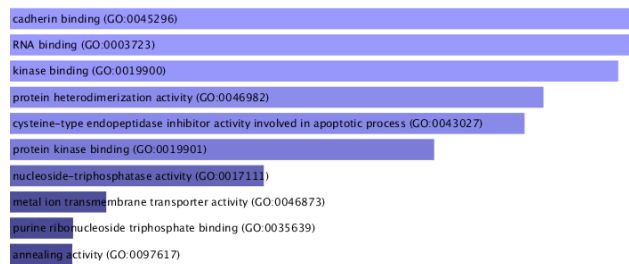 cadherin binding (GO:0045296)
RNA binding (GO:0003723)
kinase binding (GO:0019900)
protein heterodimerization activity (GO:0046982)
cysteine-type endopeptidase inhibitor activity involved in apoptotic process (GO:0043027)
protein kinase binding (GO:0019901)
nucleoside-triphosphatase activity (GO:0017111)
metal ion transmembrane transporter activity (GO:0046873)
purine ribonucleoside triphosphate binding (GO:0035639)
annealing activity (GO:0097617)